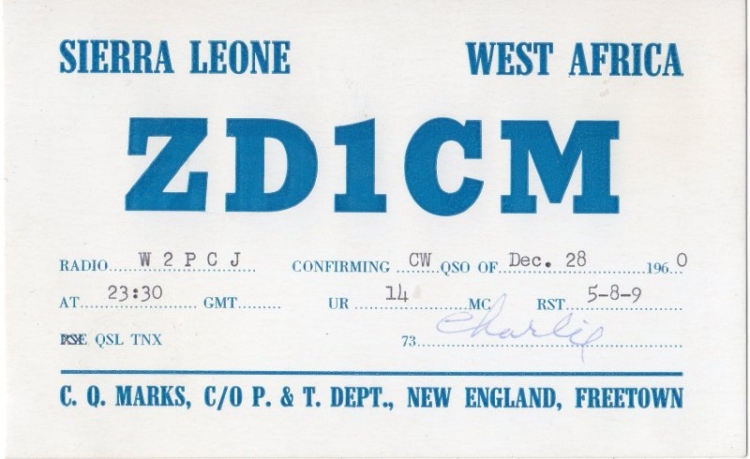 SIERRA LEONE WEST AFRICA
ZD1CM
RADIO W 2 P C J CONFIRMING CW QSO OF Dec. 28 1960
AT 23:30 GMT UR 14 MC RST 5-8-9
QSL TNX 73 Charlie
C. Q. MARKS, C/O P. & T. DEPT., NEW ENGLAND, FREETOWN